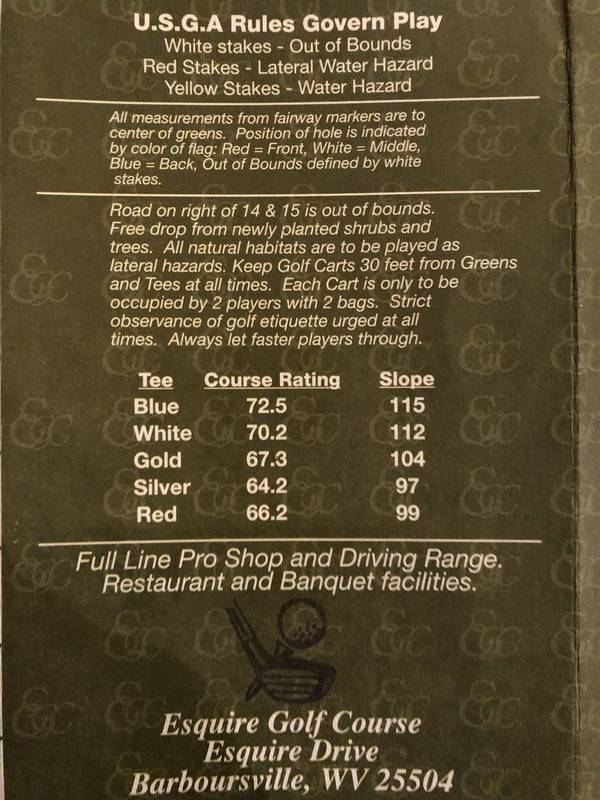 U.S.G.A Rules Govern Play
White stakes - Out of Bounds
Red Stakes - Lateral Water Hazard
Yellow Stakes - Water Hazard
All measurements from fairway markers are to
center of greens. Position of hole is indicated
by color of flag: Red = Front, White = Middle,
Blue = Back, Out of Bounds defined by white
stakes.
Road on right of 14 & 15 is out of bounds.
Free drop from newly planted shrubs and
trees. All natural habitats are to be played as
lateral hazards. Keep Golf Carts 30 feet from Greens
and Tees at all times. Each Cart is only to be
occupied by 2 players with 2 bags. Strict
observance of golf etiquette urged at all
times. Always let faster players through.
Tee Course Rating Slope
Blue 72.5 115
White 70.2 112
Gold 67.3 104
Silver 64.2 97
Red 66.2 99
Full Line Pro Shop and Driving Range.
Restaurant and Banquet facilities.
Esquire Golf Course
Esquire Drive
Barboursville, WV 25504